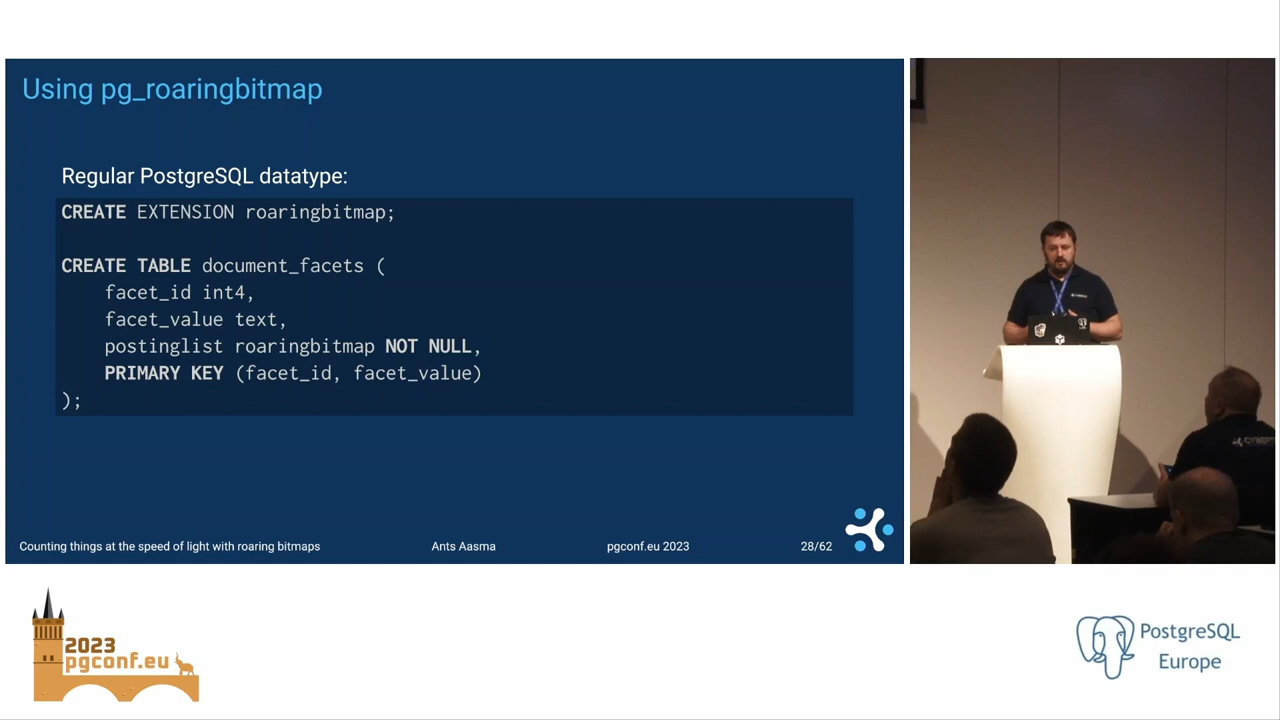 Using pg_roaringbitmap
Regular PostgreSQL datatype:
CREATE EXTENSION roaringbitmap;
CREATE TABLE document_facets (
facet_id int4,
facet_value text,
postinglist roaringbitmap NOT NULL,
PRIMARY KEY (facet_id, facet_value)
);
Counting things at the speed of light with roaring bitmaps
Ants Aasma
pgconf.eu 2023
28/62
2023
pgconf.eu
PostgreSQL
Europe